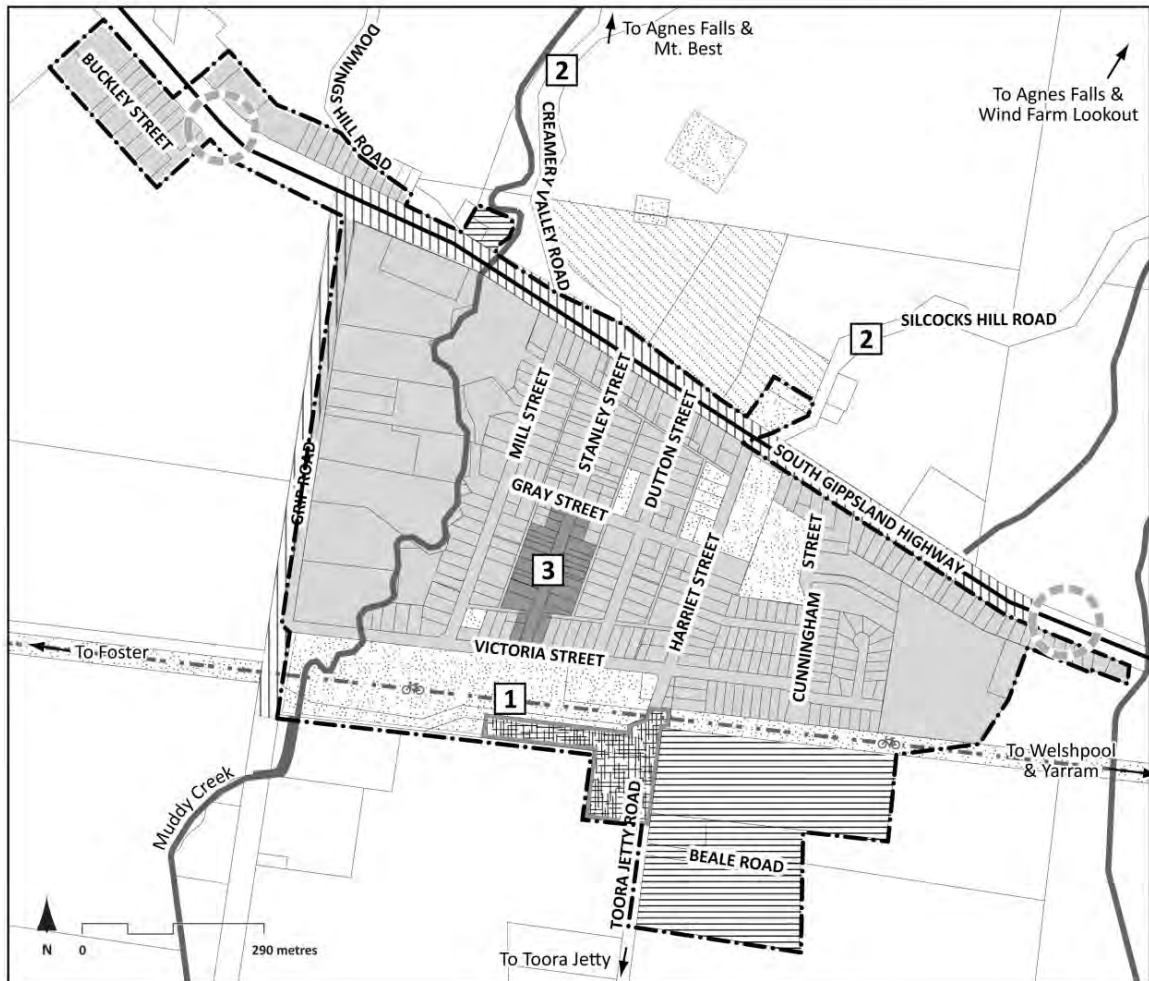 To Agnes Falls &
Mt. Best
2
To Agnes Falls &
Wind Farm Lookout
BUCKLEY STREET
DOWNINGS HILL ROAD
CREAMERY VALLEY ROAD
SILCOCKS HILL ROAD
2
MILL STREET
STANLEY STREET
DUTTON STREET
SOUTH GIPPSLAND HIGHWAY
GRIP ROAD
GRAY STREET
3
HARRIET STREET
CUNNINGHAM STREET
To Foster
VICTORIA STREET
1
To Welshpool
& Yarram
Muddy Creek
TOORA JETTY ROAD
BEALE ROAD
N
0
290 metres
To Toora Jetty